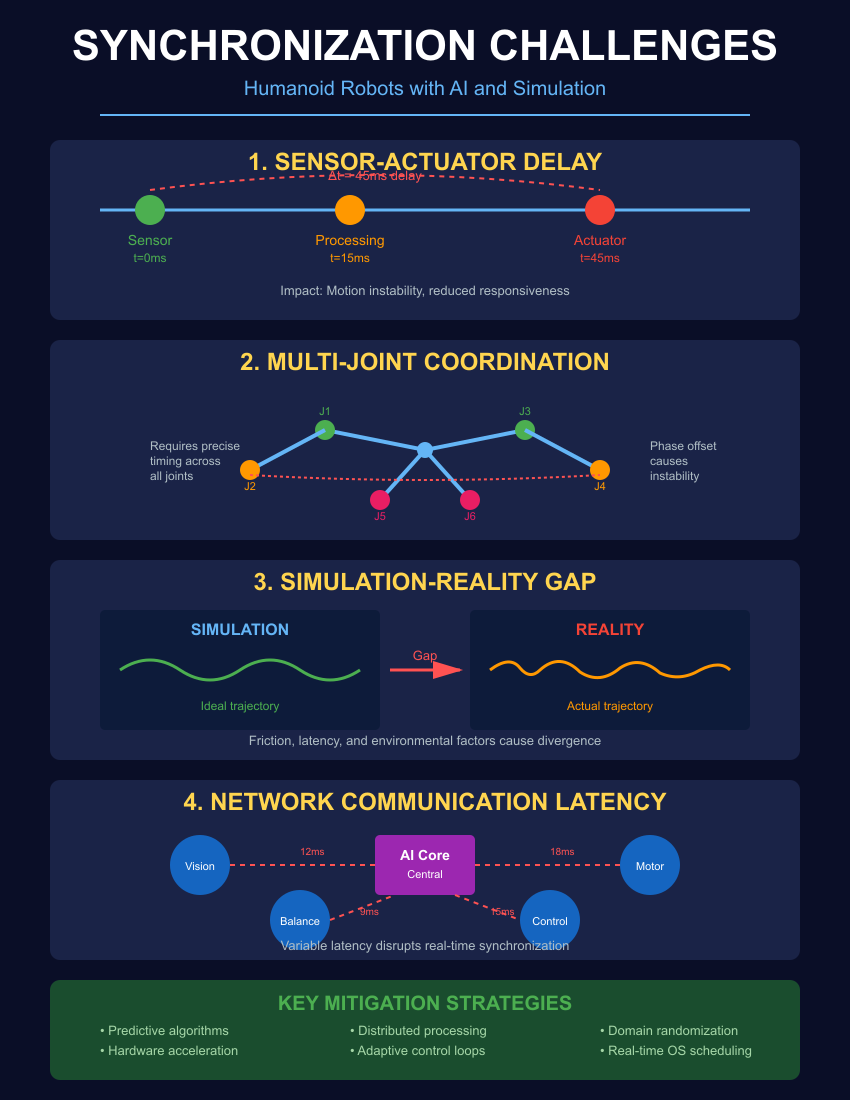 SYNCHRONIZATION CHALLENGES
Humanoid Robots with AI and Simulation
1. SENSOR-ACTUATOR DELAY
Δt = 45ms delay
Sensor
t=0ms
Processing
t=15ms
Actuator
t=45ms
Impact: Motion instability, reduced responsiveness
2. MULTI-JOINT COORDINATION
Requires precise
timing across
all joints
J1
J2
J3
J4
J5
J6
Phase offset
causes
instability
3. SIMULATION-REALITY GAP
SIMULATION
Ideal trajectory
Gap
REALITY
Actual trajectory
Friction, latency, and environmental factors cause divergence
4. NETWORK COMMUNICATION LATENCY
Vision
12ms
AI Core
Central
18ms
Motor
Balance
9ms
15ms
Control
Variable latency disrupts real-time synchronization
KEY MITIGATION STRATEGIES
• Predictive algorithms
• Hardware acceleration
• Distributed processing
• Adaptive control loops
• Domain randomization
• Real-time OS scheduling